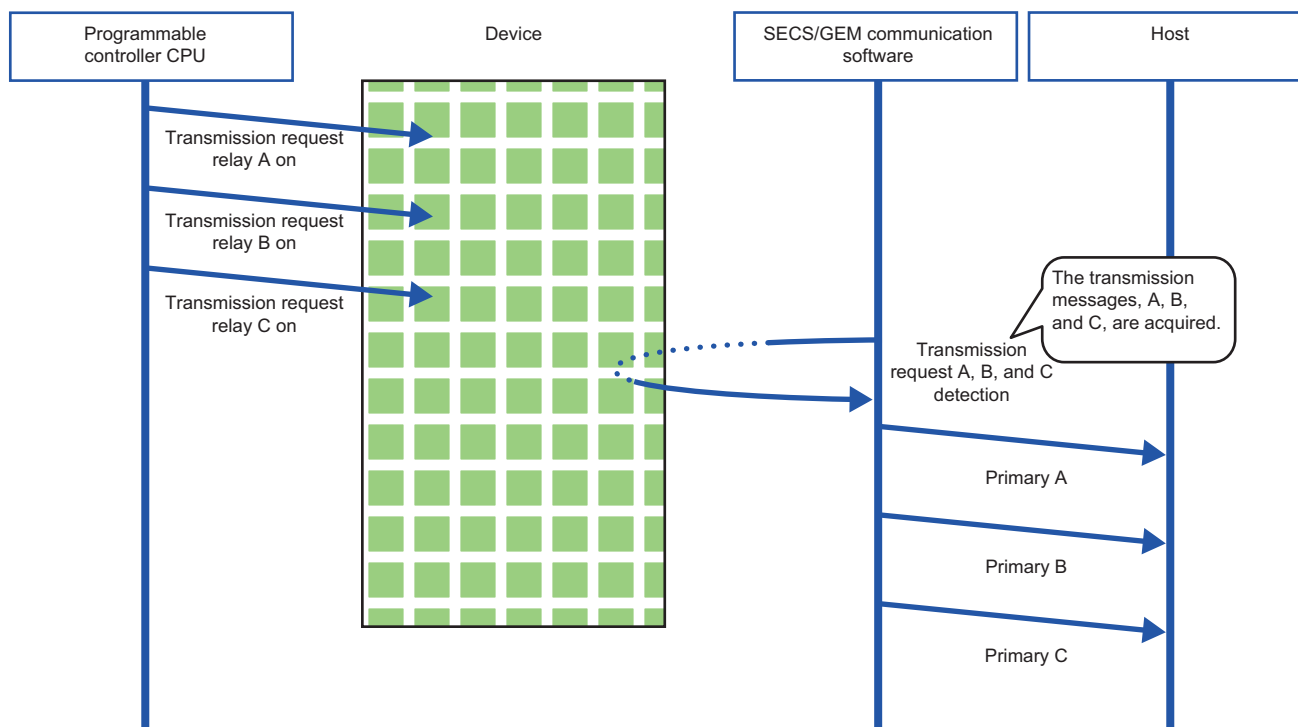 Programmable
controller CPU
Device
SECS/GEM communication
software
Host
Transmission request
relay A on
Transmission request
relay B on
Transmission request
relay C on
The transmission
messages, A, B,
and C, are acquired.
Transmission
request A, B, and C
detection
Primary A
Primary B
Primary C